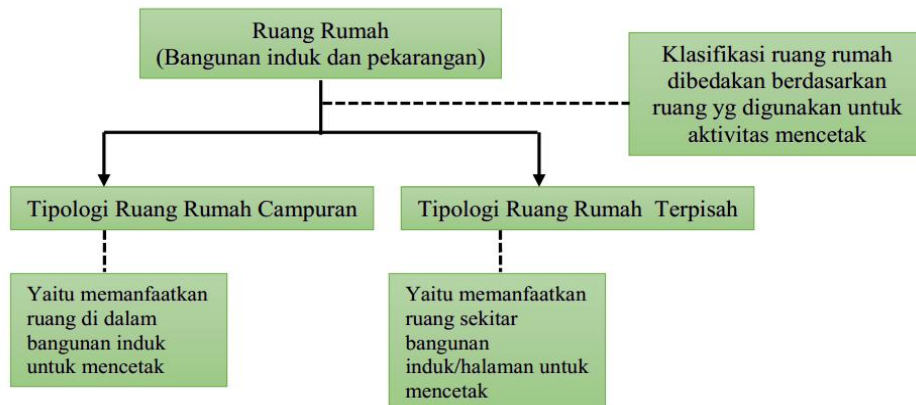 Ruang Rumah
(Bangunan induk dan pekarangan)
Klasifikasi ruang rumah
dibedakan berdasarkan
ruang yg digunakan untuk
aktivitas mencetak
Tipologi Ruang Rumah Campuran
Tipologi Ruang Rumah Terpisah
Yaitu memanfaatkan
ruang di dalam
bangunan induk
untuk mencetak
Yaitu memanfaatkan
ruang sekitar
bangunan
induk/halaman untuk
mencetak